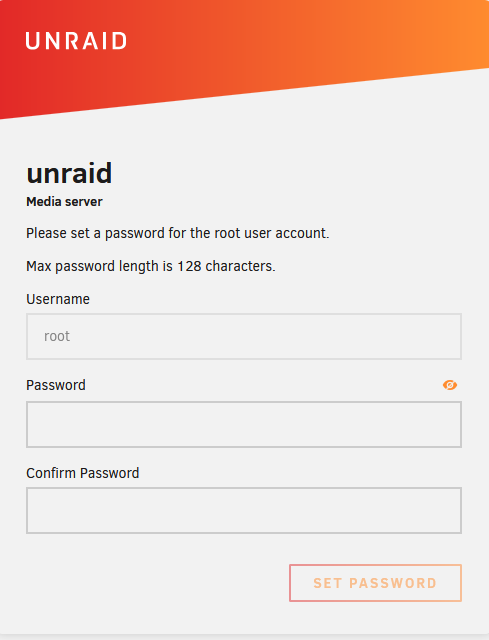 UNRAID
unraid
Media server
Please set a password for the root user account.
Max password length is 128 characters.
Username
root
Password
Confirm Password
SET PASSWORD